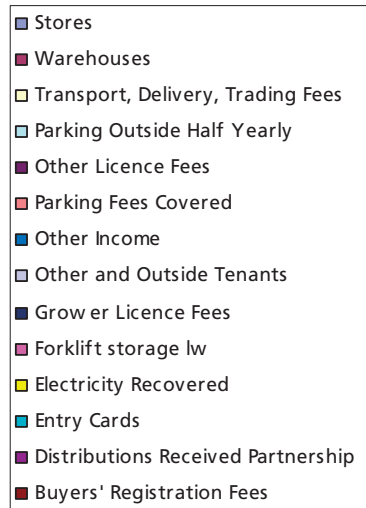 Stores
Warehouses
Transport, Delivery, Trading Fees
Parking Outside Half Yearly
Other Licence Fees
Parking Fees Covered
Other Income
Other and Outside Tenants
Grow er Licence Fees
Forklift storage lw
Electricity Recovered
Entry Cards
Distributions Received Partnership
Buyers' Registration Fees